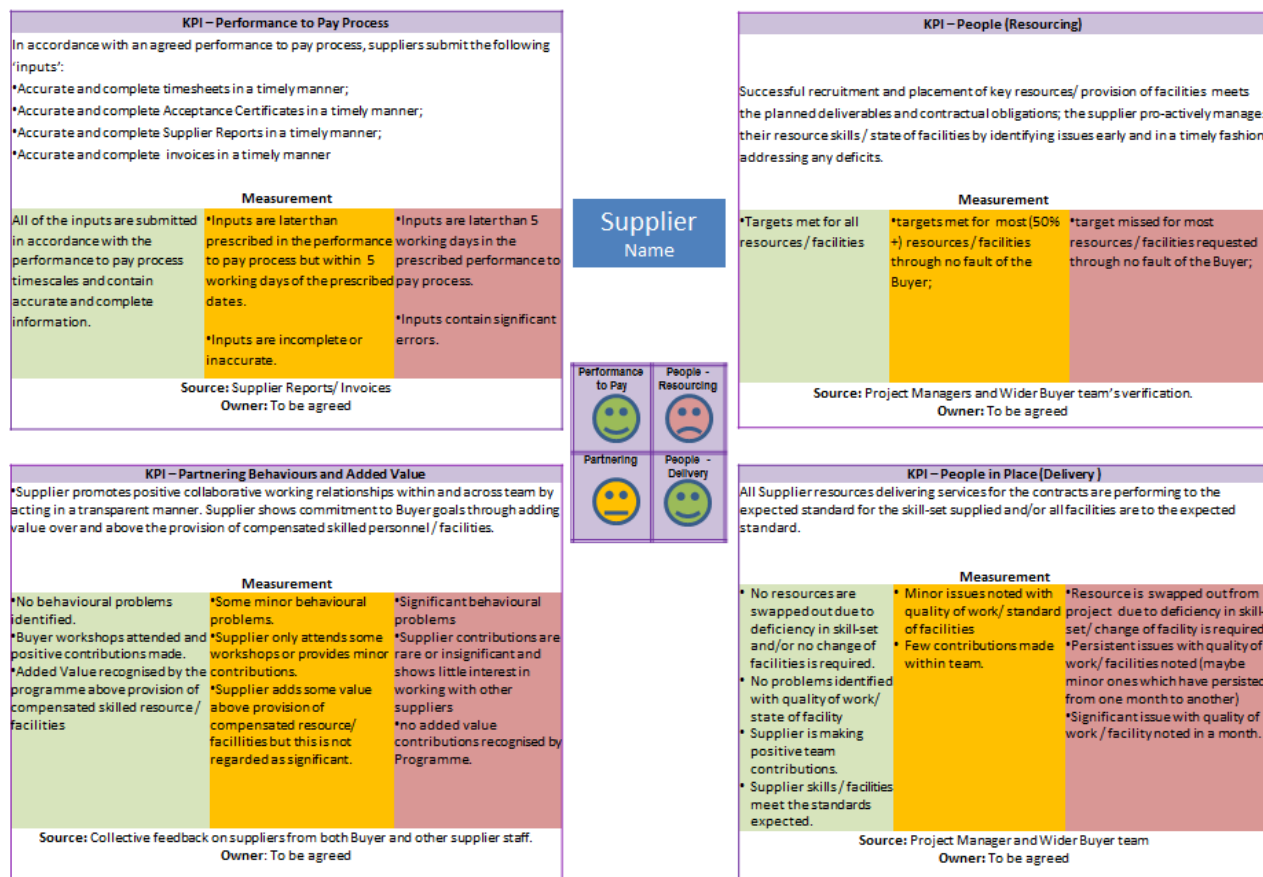 KPI – Performance to Pay Process
In accordance with an agreed performance to pay process, suppliers submit the following
‘inputs’:
•Accurate and complete timesheets in a timely manner;
•Accurate and complete Acceptance Certificates in a timely manner;
•Accurate and complete Supplier Reports in a timely manner;
•Accurate and complete invoices in a timely manner
Measurement
All of the inputs are submitted
in accordance with the
performance to pay process
timescales and contain
accurate and complete
information.
•Inputs are later than
prescribed in the performance
to pay process but within 5
working days of the prescribed
dates.
•Inputs are incomplete or
inaccurate.
•Inputs are later than 5
working days in the
prescribed performance to
pay process.
•Inputs contain significant
errors.
Source: Supplier Reports/ Invoices
Owner: To be agreed
KPI – People (Resourcing)
Successful recruitment and placement of key resources/ provision of facilities meets
the planned deliverables and contractual obligations; the supplier pro-actively manage
their resource skills / state of facilities by identifying issues early and in a timely fashion
addressing any deficits.
Measurement
•Targets met for all
resources / facilities
•targets met for most (50%
+) resources / facilities
through no fault of the
Buyer;
•target missed for most
resources / facilities requested
through no fault of the Buyer;
Source: Project Managers and Wider Buyer team’s verification.
Owner: To be agreed
Supplier
Name
Performance
to Pay
People -
Resourcing
Partnering
People -
Delivery
KPI – Partnering Behaviours and Added Value
•Supplier promotes positive collaborative working relationships within and across team by
acting in a transparent manner. Supplier shows commitment to Buyer goals through adding
value over and above the provision of compensated skilled personnel / facilities.
Measurement
•No behavioural problems
identified.
•Buyer workshops attended and
positive contributions made.
•Added Value recognised by the
programme above provision of
compensated skilled resource /
facilities
•Some minor behavioural
problems.
•Supplier only attends some
workshops or provides minor
contributions.
•Supplier adds some value
above provision of
compensated resource/
facillities but this is not
regarded as significant.
•Significant behavioural
problems
•Supplier contributions are
rare or insignificant and
shows little interest in
working with other
suppliers
•no added value
contributions recognised by
Programme.
Source: Collective feedback on suppliers from both Buyer and other supplier staff.
Owner: To be agreed
KPI – People in Place (Delivery )
All Supplier resources delivering services for the contracts are performing to the
expected standard for the skill-set supplied and/or all facilities are to the expected
standard.
Measurement
• No resources are
swapped out due to
deficiency in skill-set
and/or no change of
facilities is required.
• No problems identified
with quality of work/
state of facility
• Supplier is making
positive team
contributions.
• Supplier skills / facilities
meet the standards
expected.
• Minor issues noted with
quality of work/ standard
of facilities
• Few contributions made
within team.
•Resource is swapped out from
project due to deficiency in skill-
set/ change of facility is required
•Persistent issues with quality of
work/ facilities noted (maybe
minor ones which have persisted
from one month to another)
•Significant issue with quality of
work / facility noted in a month.
Source: Project Manager and Wider Buyer team
Owner: To be agreed